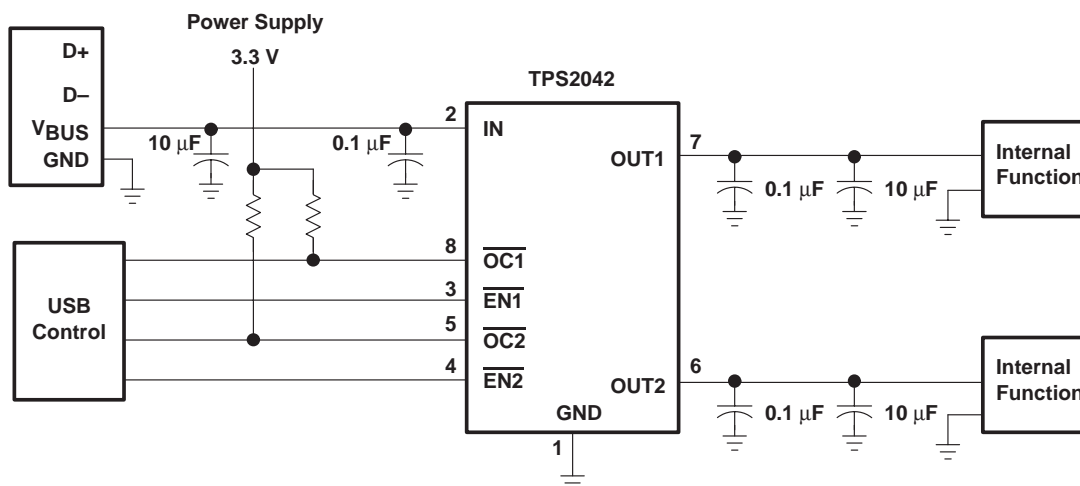 Power Supply
3.3 V
D+
D–
VBUS
GND
10 μF
0.1 μF
TPS2042
2
IN
7
OUT1
0.1 μF
10 μF
Internal
Function
USB
Control
8
OC1
3
EN1
5
OC2
4
EN2
6
OUT2
GND
1
0.1 μF
10 μF
Internal
Function